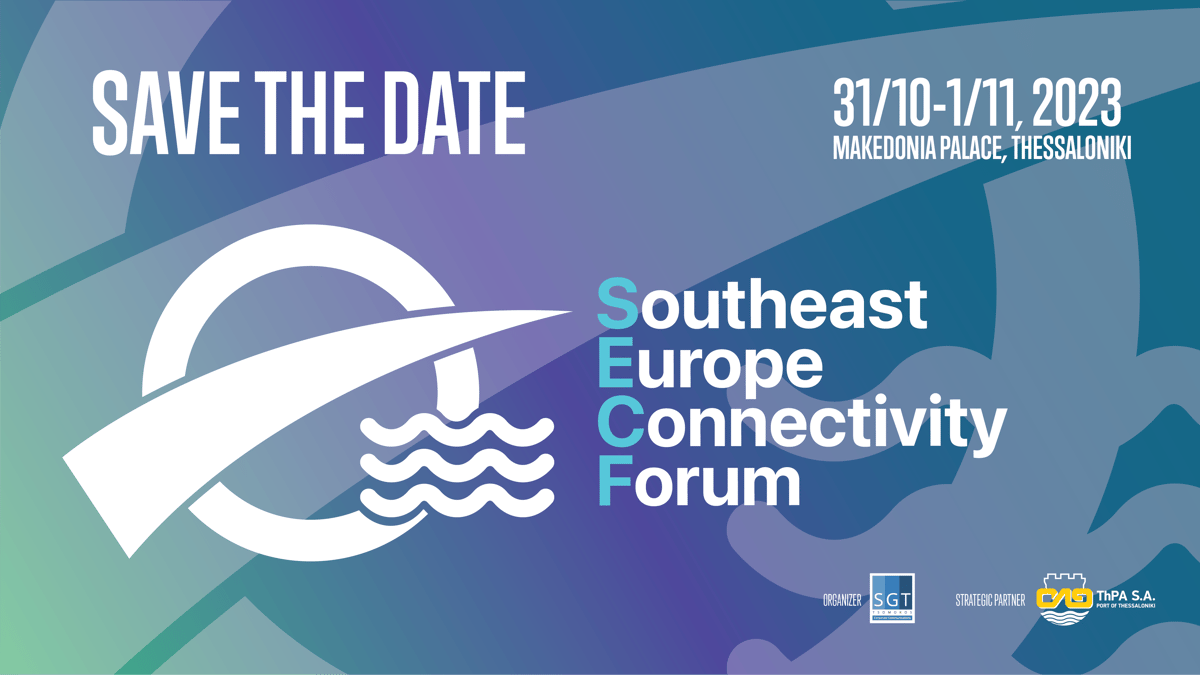 SAVE THE DATE
31/10-1/11, 2023
MAKEDONIA PALACE, THESSALONIKI
Southeast
Europe
Connectivity
Forum
ORGANIZER
SGT
TSOMOKOS
STRATEGIC PARTNER
ThPA S.A.
PORT OF THESSALONIKI